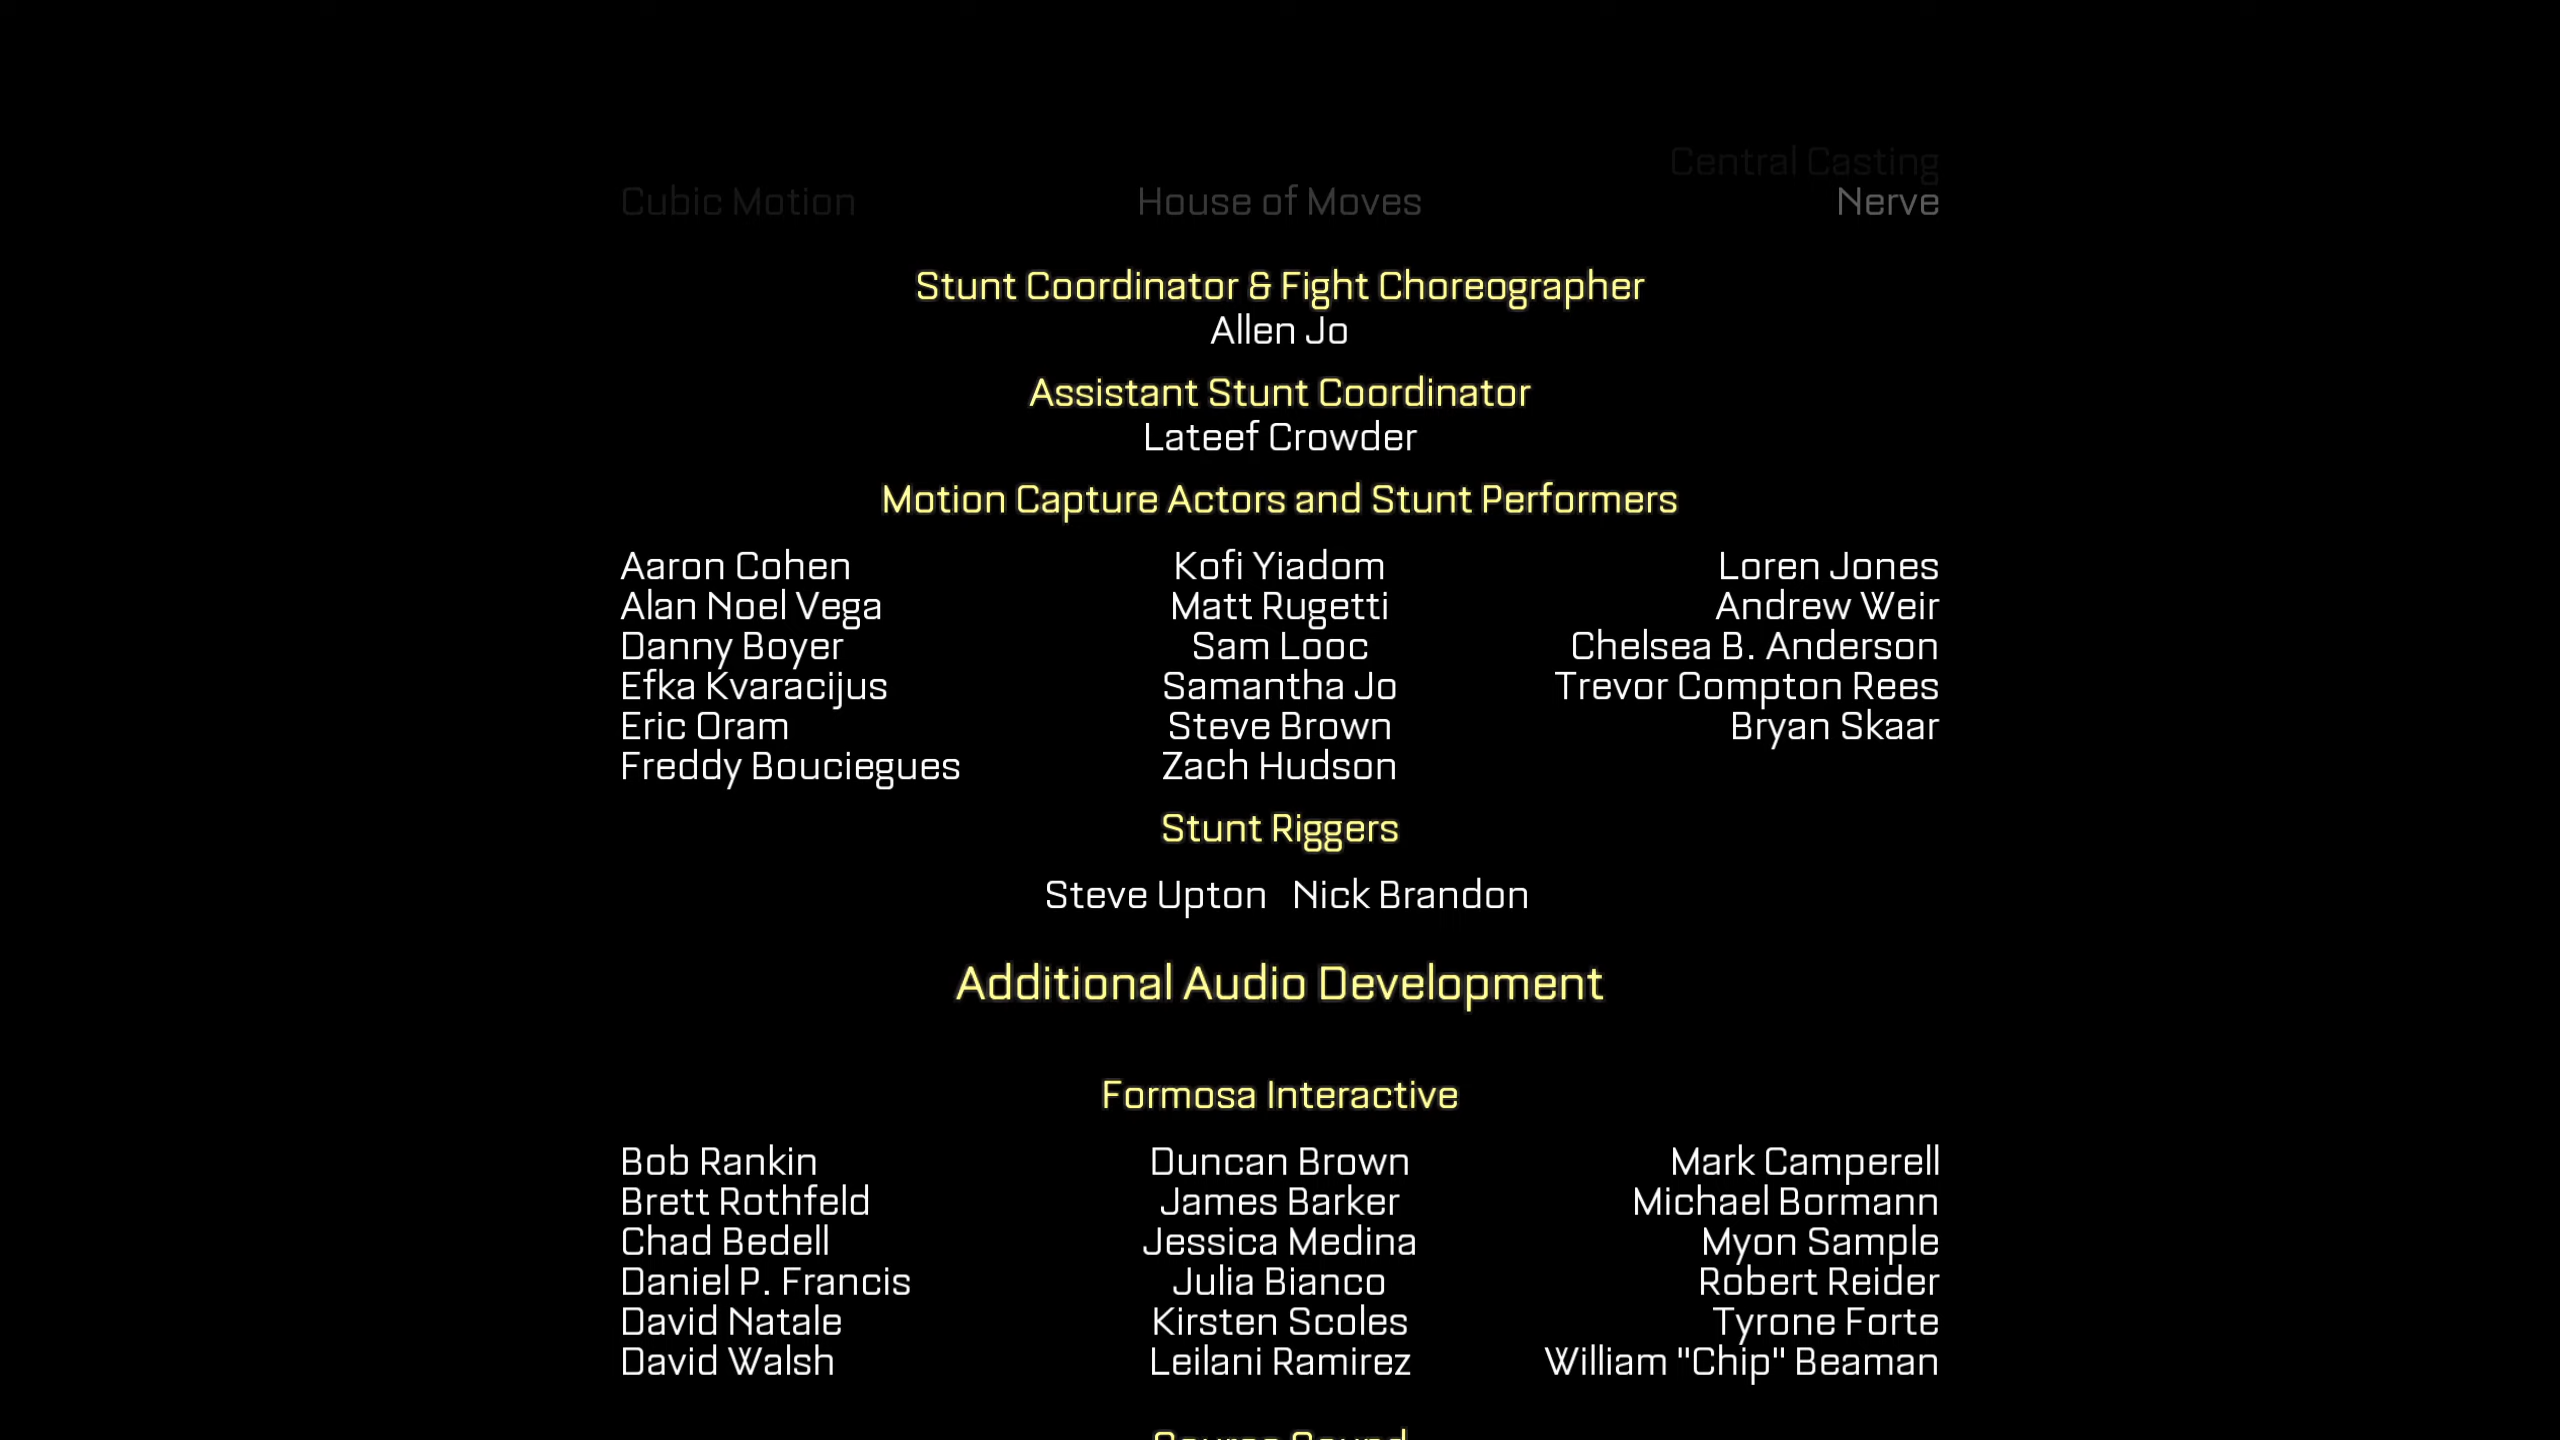 Central Casting
Cubic Motion House of Moves Nerve
Stunt Coordinator & Fight Choreographer
Allen Jo
Assistant Stunt Coordinator
Lateef Crowder
Motion Capture Actors and Stunt Performers
Aaron Cohen Kofi Yiadom Loren Jones
Alan Noel Vega Matt Rugetti Andrew Weir
Danny Boyer Sam Looc Chelsea B. Anderson
Efka Kvaracijus Samantha Jo Trevor Compton Rees
Eric Oram Steve Brown Bryan Skaar
Freddy Bouciegues Zach Hudson
Stunt Riggers
Steve Upton Nick Brandon
Additional Audio Development
Formosa Interactive
Bob Rankin Duncan Brown Mark Camperell
Brett Rothfeld James Barker Michael Bormann
Chad Bedell Jessica Medina Myon Sample
Daniel P. Francis Julia Bianco Robert Reider
David Natale Kirsten Scoles Tyrone Forte
David Walsh Leilani Ramirez William "Chip" Beaman